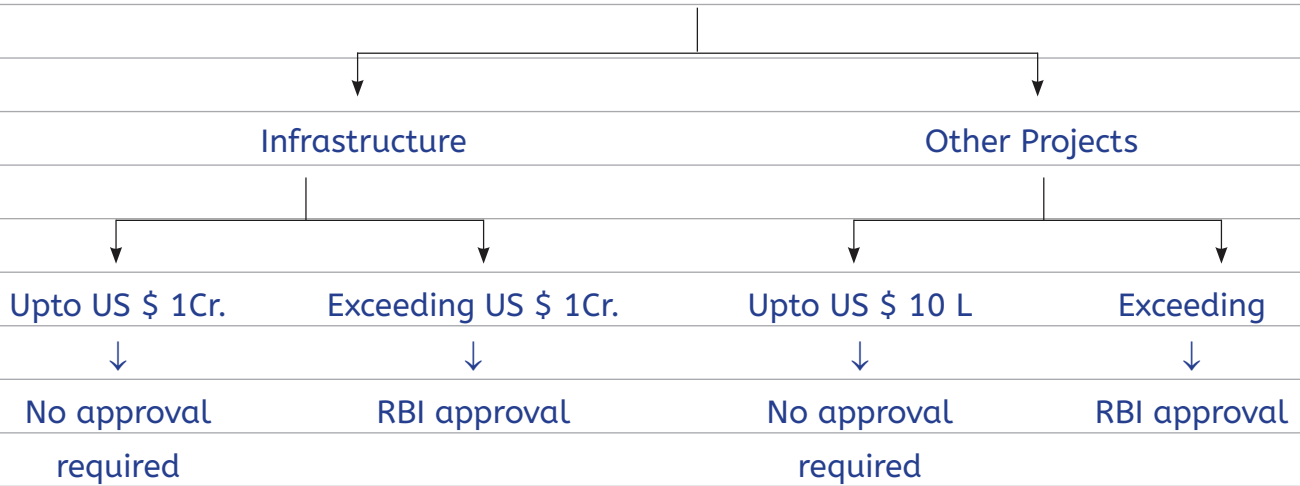 Infrastructure Other Projects
Upto US $ 1Cr. Exceeding US $ 1Cr. Upto US $ 10 L Exceeding
↓ ↓ ↓ ↓
No approval RBI approval No approval RBI approval
required required